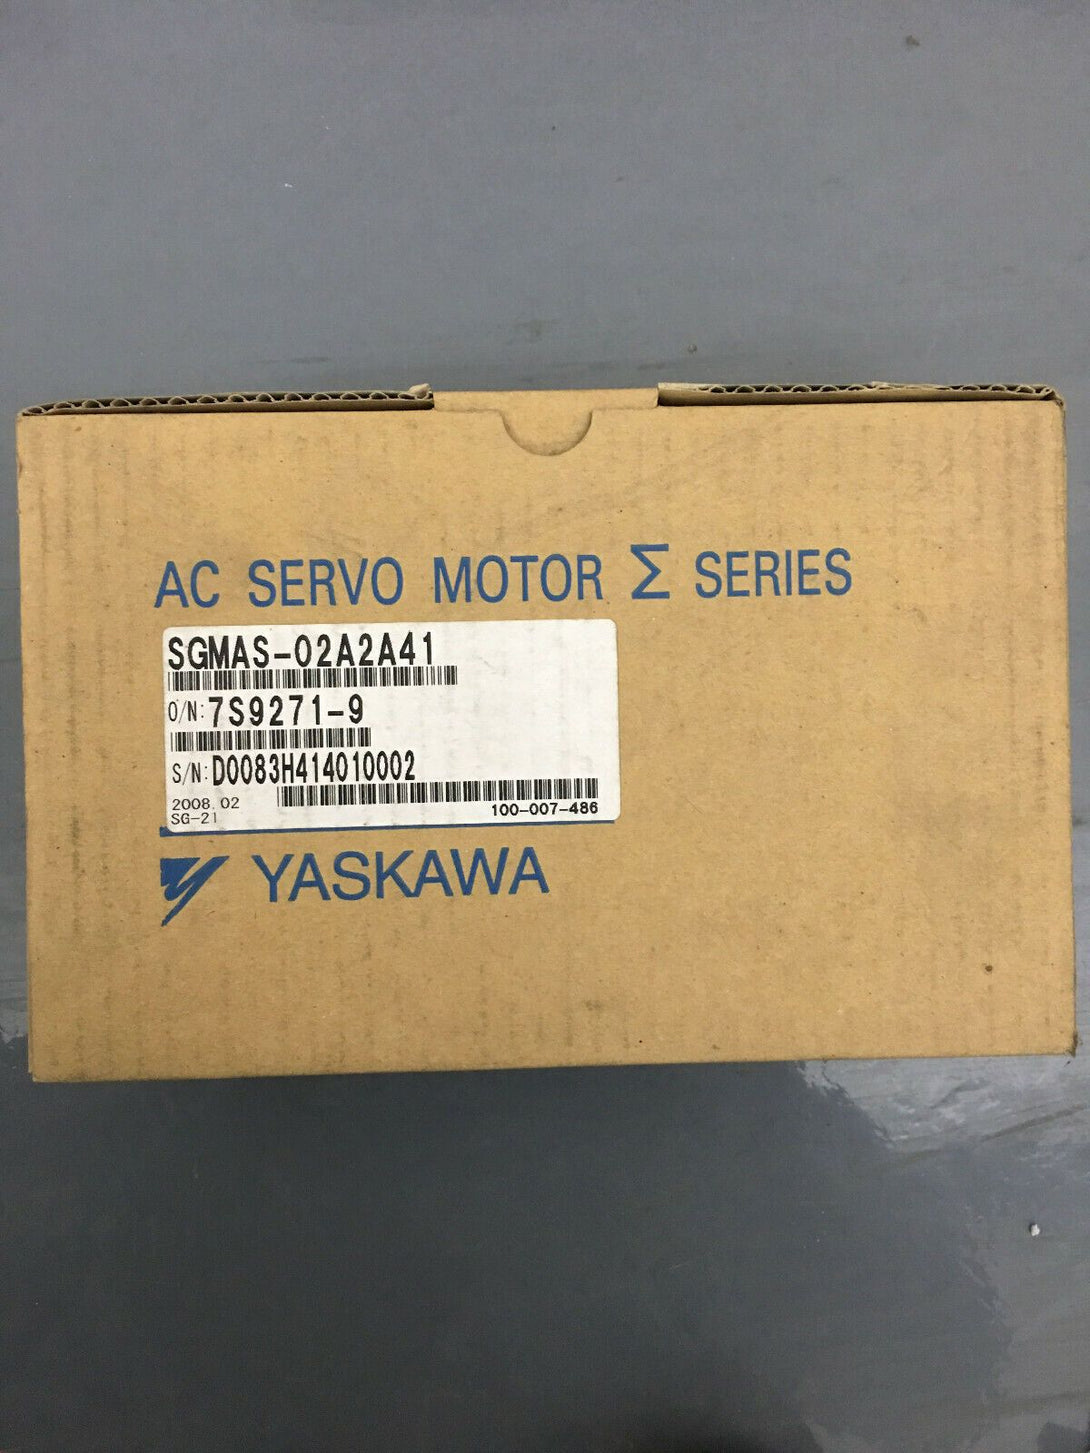 AC SERVO MOTOR Σ SERIES
SGMAS-02A2A41
O/N:7S9271-9
S/N:D0083H414010002
2008.02
SG-21
100-007-486
YASKAWA